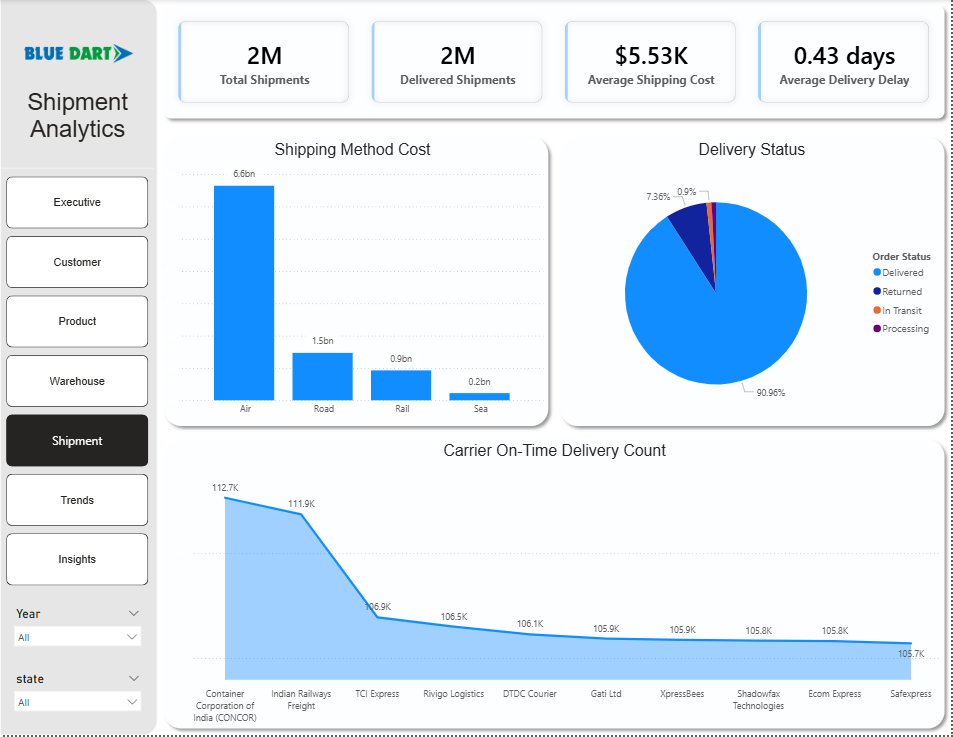 BLUE DART
Shipment
Analytics
Executive
Customer
Product
Warehouse
Shipment
Trends
Insights
Year
All
state
All
2M
Total Shipments
2M
Delivered Shipments
$5.53K
Average Shipping Cost
0.43 days
Average Delivery Delay
Shipping Method Cost
6.6bn
1.5bn
0.9bn
0.2bn
Air Road Rail Sea
Delivery Status
7.36%
0.9%
90.96%
Order Status
Delivered
Returned
In Transit
Processing
Carrier On-Time Delivery Count
112.7K
111.9K
106.9K
106.5K
106.1K
105.9K
105.9K
105.8K
105.8K
105.7K
Container
Corporation of
India (CONCOR)
Indian Railways
Freight
TCI Express
Rivigo Logistics
DTDC Courier
Gati Ltd
XpressBees
Shadowfax
Technologies
Ecom Express
Safexpress